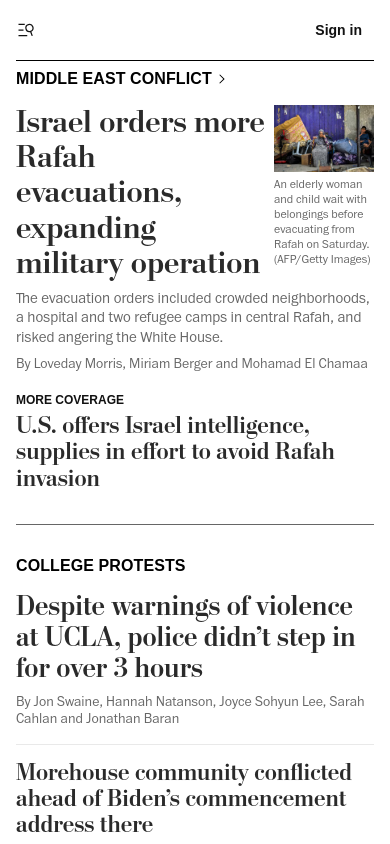 Sign in
MIDDLE EAST CONFLICT
Israel orders more
Rafah
evacuations,
expanding
military operation
An elderly woman
and child wait with
belongings before
evacuating from
Rafah on Saturday.
(AFP/Getty Images)
The evacuation orders included crowded neighborhoods,
a hospital and two refugee camps in central Rafah, and
risked angering the White House.
By Loveday Morris, Miriam Berger and Mohamad El Chamaa
MORE COVERAGE
U.S. offers Israel intelligence,
supplies in effort to avoid Rafah
invasion
COLLEGE PROTESTS
Despite warnings of violence
at UCLA, police didn’t step in
for over 3 hours
By Jon Swaine, Hannah Natanson, Joyce Sohyun Lee, Sarah
Cahlan and Jonathan Baran
Morehouse community conflicted
ahead of Biden’s commencement
address there